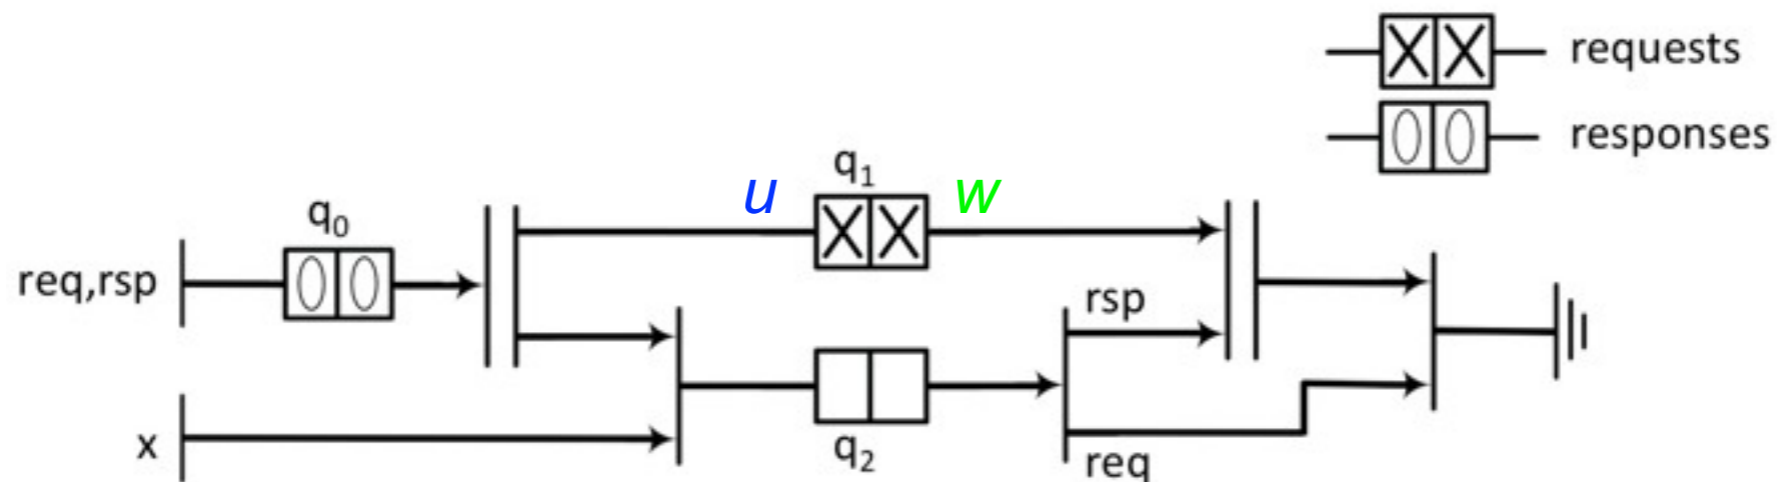 requests
responses
q₁
u
w
q₀
req,rsp
rsp
x
q₂
req